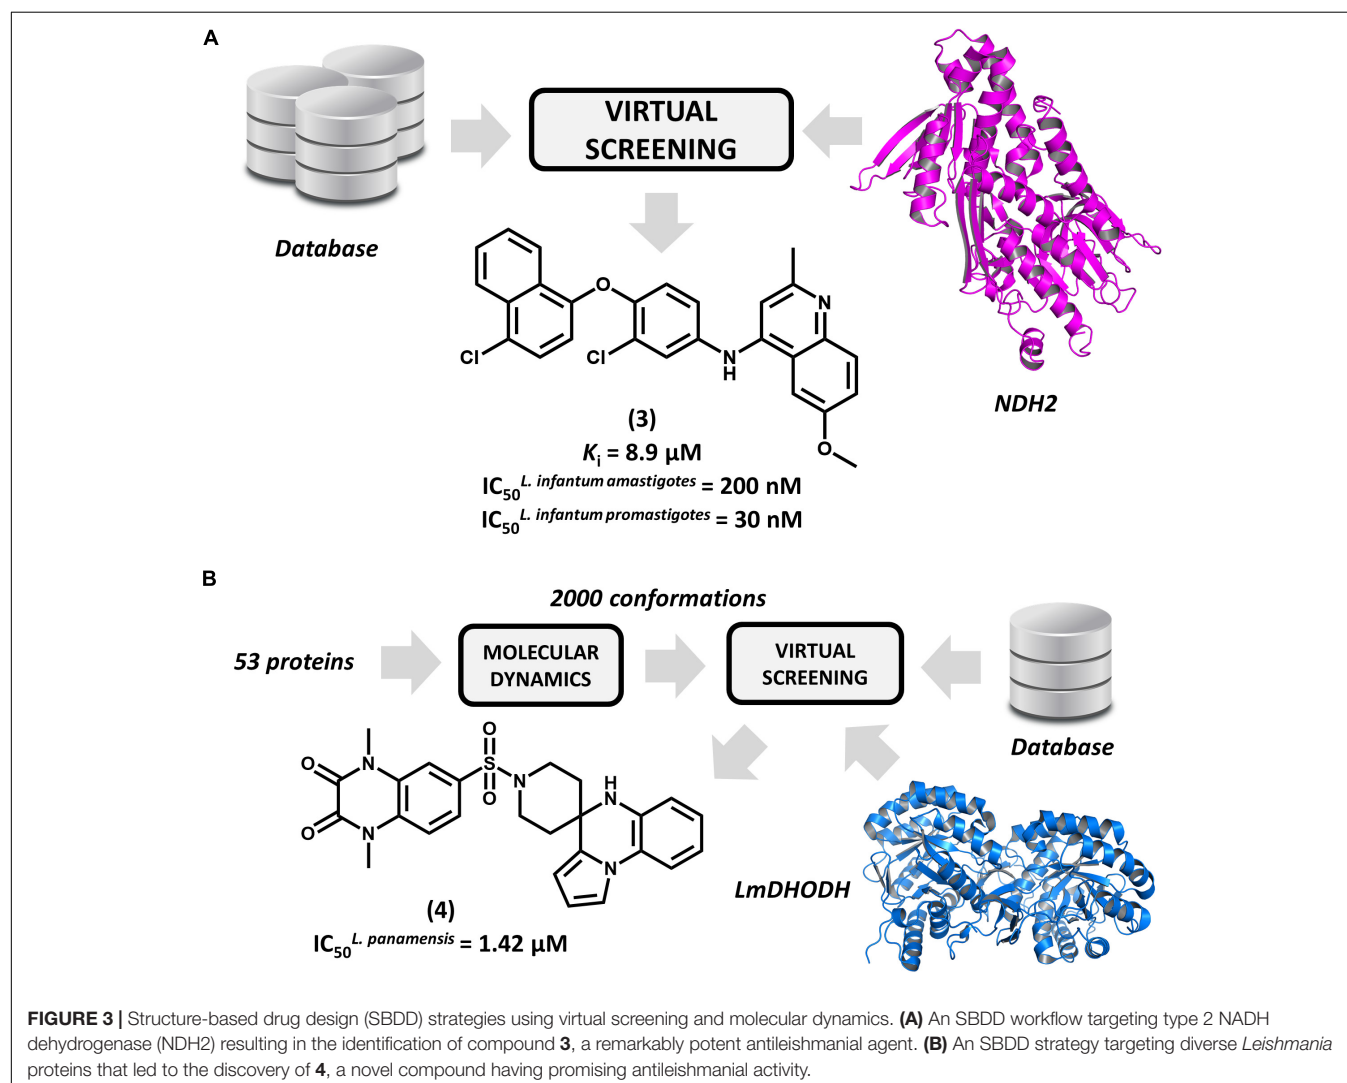 A
VIRTUAL
SCREENING
Database
NDH2
O
Cl
Cl
N
H
N
O
(3)
Ki = 8.9 µM
IC50 L. infantum amastigotes = 200 nM
IC50 L. infantum promastigotes = 30 nM
B
2000 conformations
53 proteins
MOLECULAR
DYNAMICS
VIRTUAL
SCREENING
Database
O
O
N
N
O
S
O
N
H
N
N
LmDHODH
(4)
IC50 L. panamensis = 1.42 µM
FIGURE 3 | Structure-based drug design (SBDD) strategies using virtual screening and molecular dynamics. (A) An SBDD workflow targeting type 2 NADH
dehydrogenase (NDH2) resulting in the identification of compound 3, a remarkably potent antileishmanial agent. (B) An SBDD strategy targeting diverse Leishmania
proteins that led to the discovery of 4, a novel compound having promising antileishmanial activity.